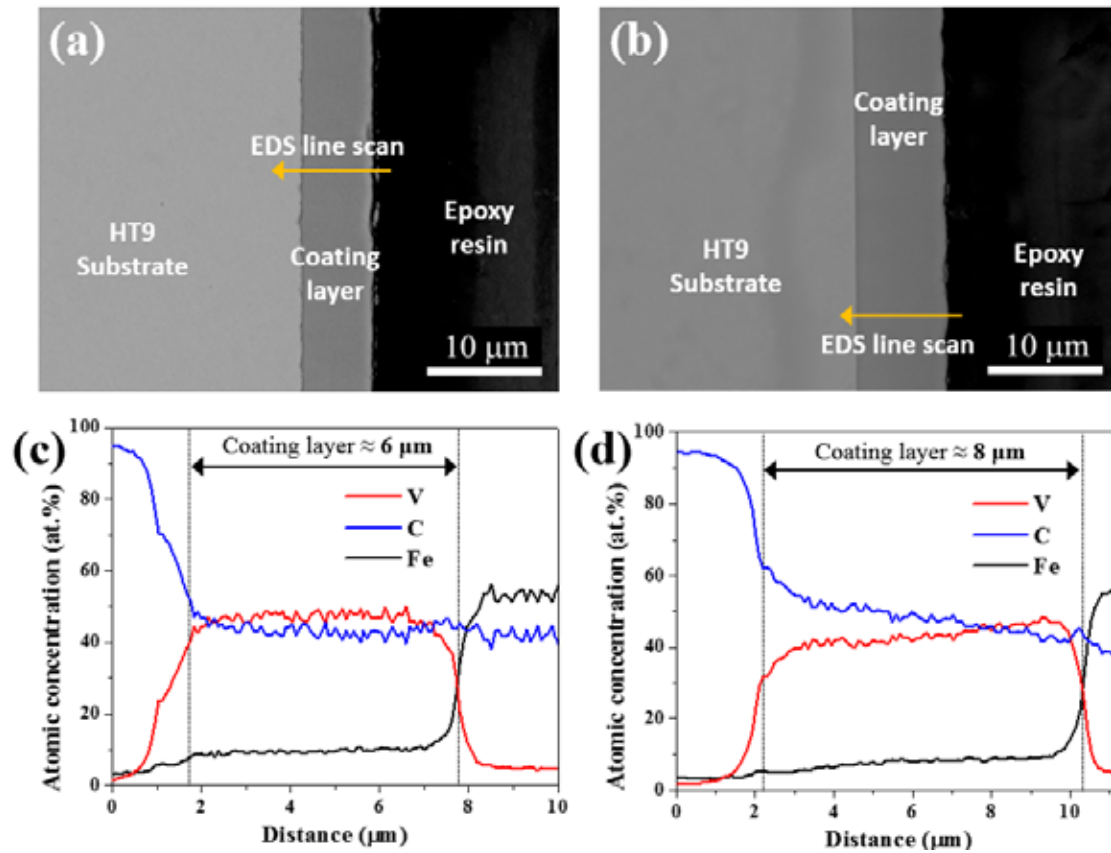 (a)
EDS line scan
HT9
Substrate
Coating
layer
Epoxy
resin
10 μm
(b)
Coating
layer
HT9
Substrate
Epoxy
resin
EDS line scan
10 μm
(c)
Coating layer ≈ 6 μm
V
C
Fe
Atomic concentration (at.%)
100
80
60
40
20
0
0 2 4 6 8 10
Distance (μm)
(d)
Coating layer ≈ 8 μm
V
C
Fe
Atomic concentration (at.%)
100
80
60
40
20
0
0 2 4 6 8 10
Distance (μm)